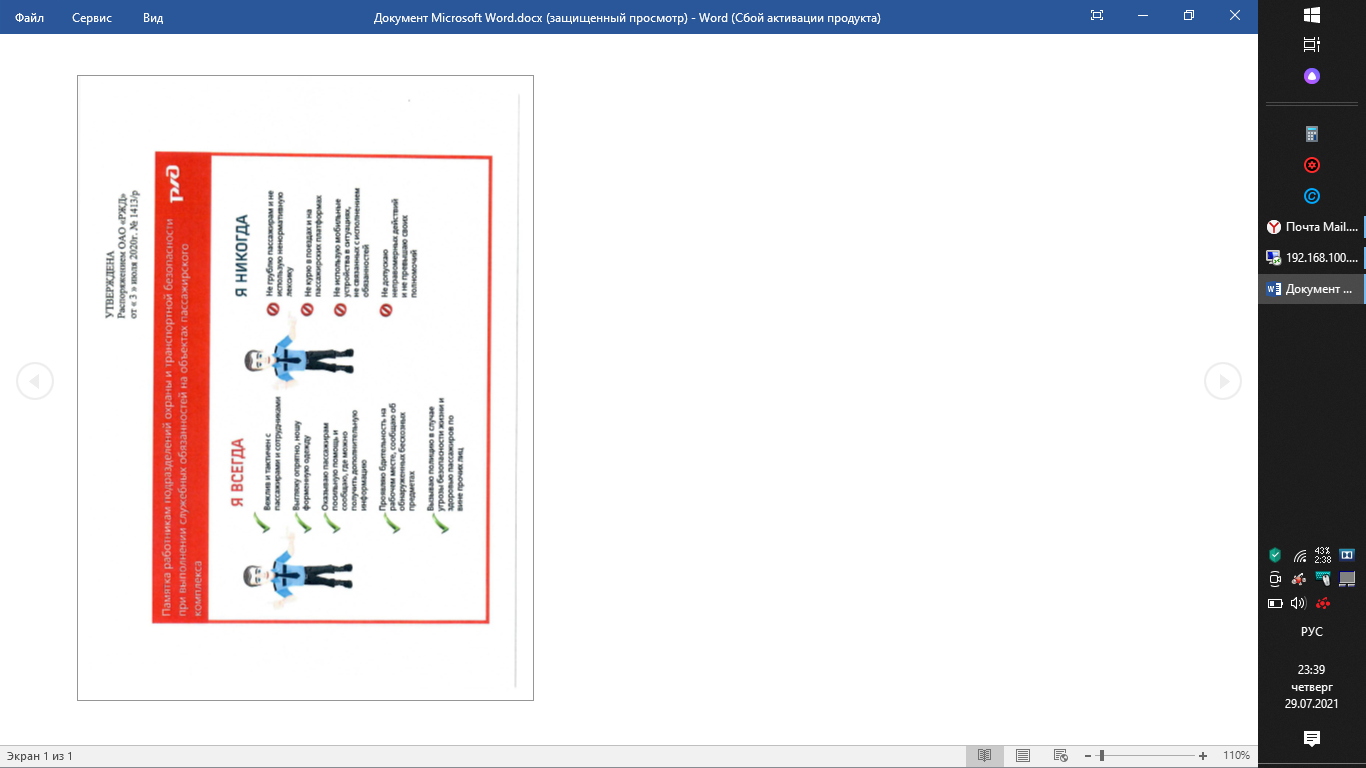 Файл Сервис Вид
Документ Microsoft Word.docx (защищенный просмотр) - Word (Сбой активации продукта)
УТВЕРЖДЕНА
Распоряжением ОАО «РЖД»
от « 3 » июля 2020г. № 1413/р
Памятка работникам подразделений охраны и транспортной безопасности
при выполнении служебных обязанностей на объектах пассажирского
комплекса
ржд
Я ВСЕГДА
Вежлив и тактичен с
пассажирами и сотрудниками
Выгляжу опрятно, ношу
форменную одежду
Оказываю пассажирам
посильную помощь и
сообщаю, где можно
получить дополнительную
информацию
Проявляю бдительность на
рабочем месте, сообщаю об
обнаруженных бесхозных
предметах
Вызываю полицию в случае
угрозы безопасности жизни и
здоровью пассажиров по
вине прочих лиц
Я НИКОГДА
Не грублю пассажирам и не
использую ненормативную
лексику
Не курю в поездах и на
пассажирских платформах
Не использую мобильные
устройства в ситуациях,
не связанных с исполнением
обязанностей
Не допускаю
неправомерных действий
и не превышаю своих
полномочий
Почта Mail....
192.168.100....
Документ ...
43%
2:38
РУС
23:39
четверг
29.07.2021
Экран 1 из 1
110%